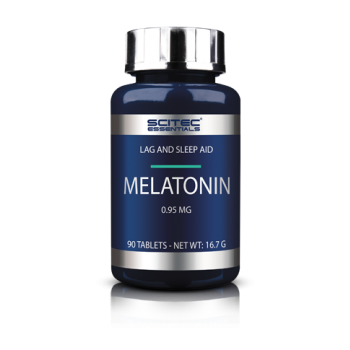 SCITEC
ESSENTIALS
LAG AND SLEEP AID
MELATONIN
0.95 MG
90 TABLETS - NET WT: 16.7 G